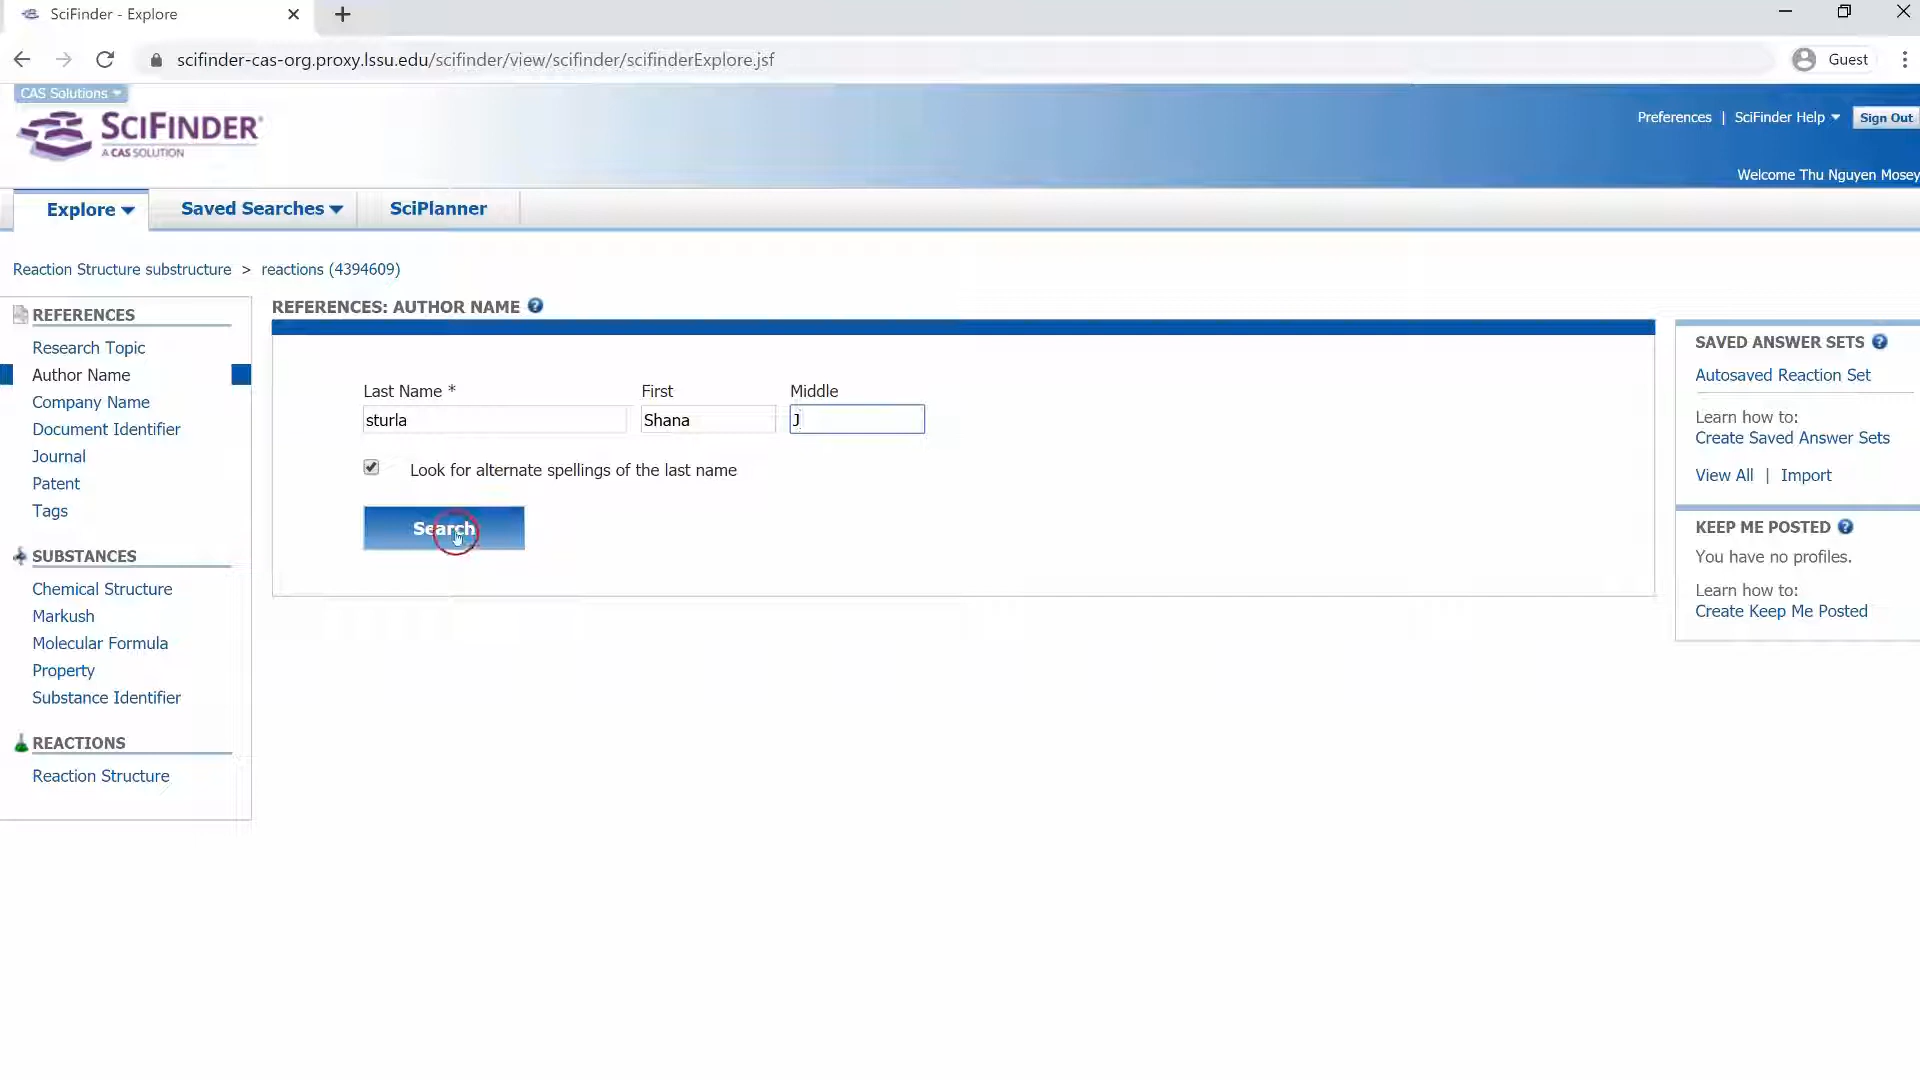 SciFinder - Explore
scifinder-cas-org.proxy.lssu.edu/scifinder/view/scifinder/scifinderExplore.jsf
Guest
CAS Solutions
SCIFINDER®
A CAS SOLUTION
Preferences | SciFinder Help
Sign Out
Welcome Thu Nguyen Mosey
Explore
Saved Searches
SciPlanner
Reaction Structure substructure > reactions (4394609)
REFERENCES
Research Topic
Author Name
Company Name
Document Identifier
Journal
Patent
Tags
SUBSTANCES
Chemical Structure
Markush
Molecular Formula
Property
Substance Identifier
REACTIONS
Reaction Structure
REFERENCES: AUTHOR NAME ?
Last Name * First Middle
sturla Shana J
Look for alternate spellings of the last name
Search
SAVED ANSWER SETS ?
Autosaved Reaction Set
Learn how to:
Create Saved Answer Sets
View All | Import
KEEP ME POSTED ?
You have no profiles.
Learn how to:
Create Keep Me Posted